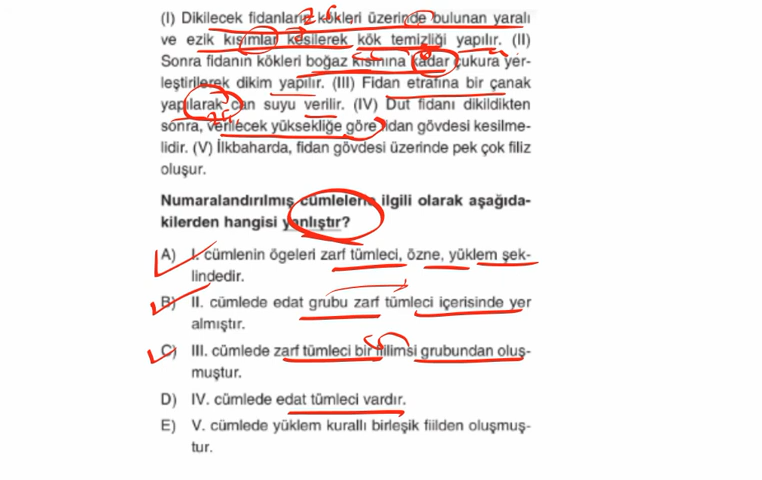 (I) Dikilecek fidanların kökleri üzerinde bulunan yaralı
ve ezik kısımlar kesilerek kök temizliği yapılır. (II)
Sonra fidanın kökleri boğaz kısmına kadar çukura yer-
leştirilerek dikim yapılır. (III) Fidan etrafına bir çanak
yapılarak can suyu verilir. (IV) Dut fidanı dikildikten
sonra, verilecek yüksekliğe göre fidan gövdesi kesilme-
lidir. (V) İlkbaharda, fidan gövdesi üzerinde pek çok filiz
oluşur.
Numaralandırılmış cümlelerle ilgili olarak aşağıda-
kilerden hangisi yanlıştır?
A) I. cümlenin ögeleri zarf tümleci, özne, yüklem şek-
lindedir.
B) II. cümlede edat grubu zarf tümleci içerisinde yer
almıştır.
C) III. cümlede zarf tümleci bir fiilimsi grubundan oluş-
muştur.
D) IV. cümlede edat tümleci vardır.
E) V. cümlede yüklem kurallı birleşik fiilden oluşmuş-
tur.